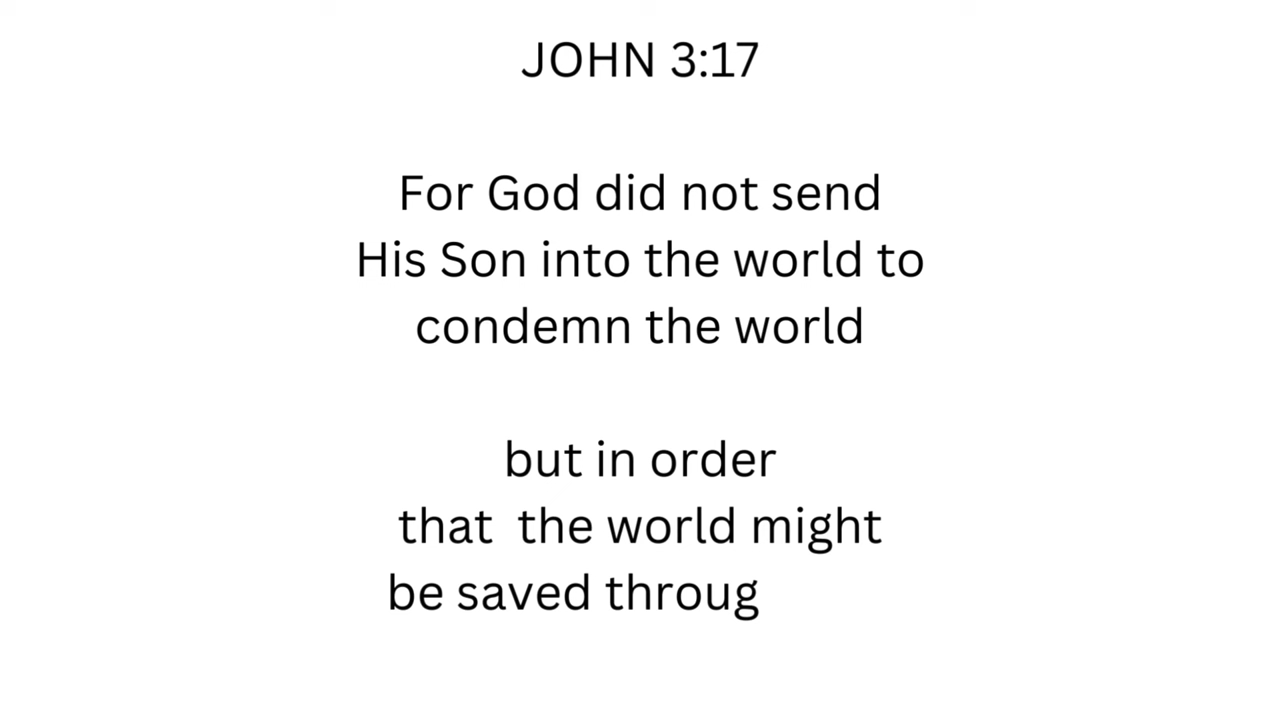 JOHN 3:17
For God did not send
His Son into the world to
condemn the world
but in order
that  the world might
be saved throug